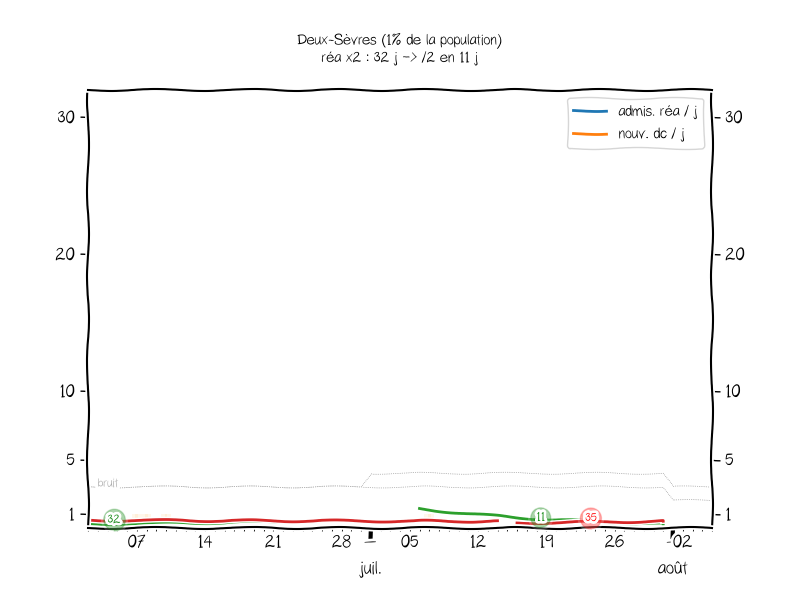 Deux-Sèvres (1% de la population)
réa x2 : 32 j -> /2 en 11 j
admis. réa / j
nouv. dc / j
30
30
20
20
10
10
5
5
bruit
1
1
32
11
35
07 14 21 28 05 12 19 26 02
juil. août